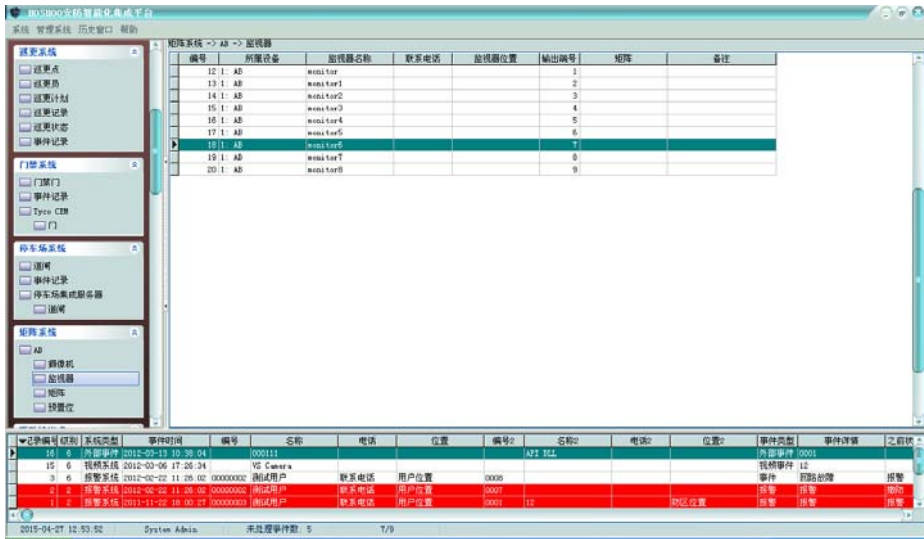 HOSHOO安防智能化集成平台
系统 管理系统 历史窗口 帮助
巡更系统
巡更点
巡更员
巡更计划
巡更记录
巡更状态
事件记录
门禁系统
门禁门
事件记录
Tyco CEM
门
停车场系统
道闸
事件记录
停车场集成服务器
道闸
矩阵系统
AB
摄像机
监视器
矩阵
预置位
矩阵系统 -> AB -> 监视器
编号 所属设备 监视器名称 联系电话 监视器位置 输出编号 矩阵 备注
12 1: AB monitor 1
13 1: AB monitor1 2
14 1: AB monitor2 3
15 1: AB monitor3 4
16 1: AB monitor4 5
17 1: AB monitor5 6
18 1: AB monitor6 7
19 1: AB monitor7 8
20 1: AB monitor8 9
记录编号 级别 系统类型 事件时间 编号 名称 电话 位置 编号2 名称2 电话2 位置2 事件类型 事件详情 之前状
16 6 外部事件 2012-03-13 10:38:04 000111 API DLL 外部事件 0001
15 6 视频系统 2012-03-06 17:26:34 VS Camera 视频事件 12
3 6 报警系统 2012-02-22 11:26:02 00000002 测试用户 联系电话 用户位置 0008 事件 回路故障 报警
2 2 报警系统 2012-02-22 11:26:02 00000002 测试用户 联系电话 用户位置 0007 报警 报警 撤防
1 2 报警系统 2011-11-22 18:00:27 00000003 测试用户 联系电话 用户位置 0001 12 防区位置 报警 报警 报警
2015-04-27 12:53:52 System Admin 未处理事件数: 5 7/9